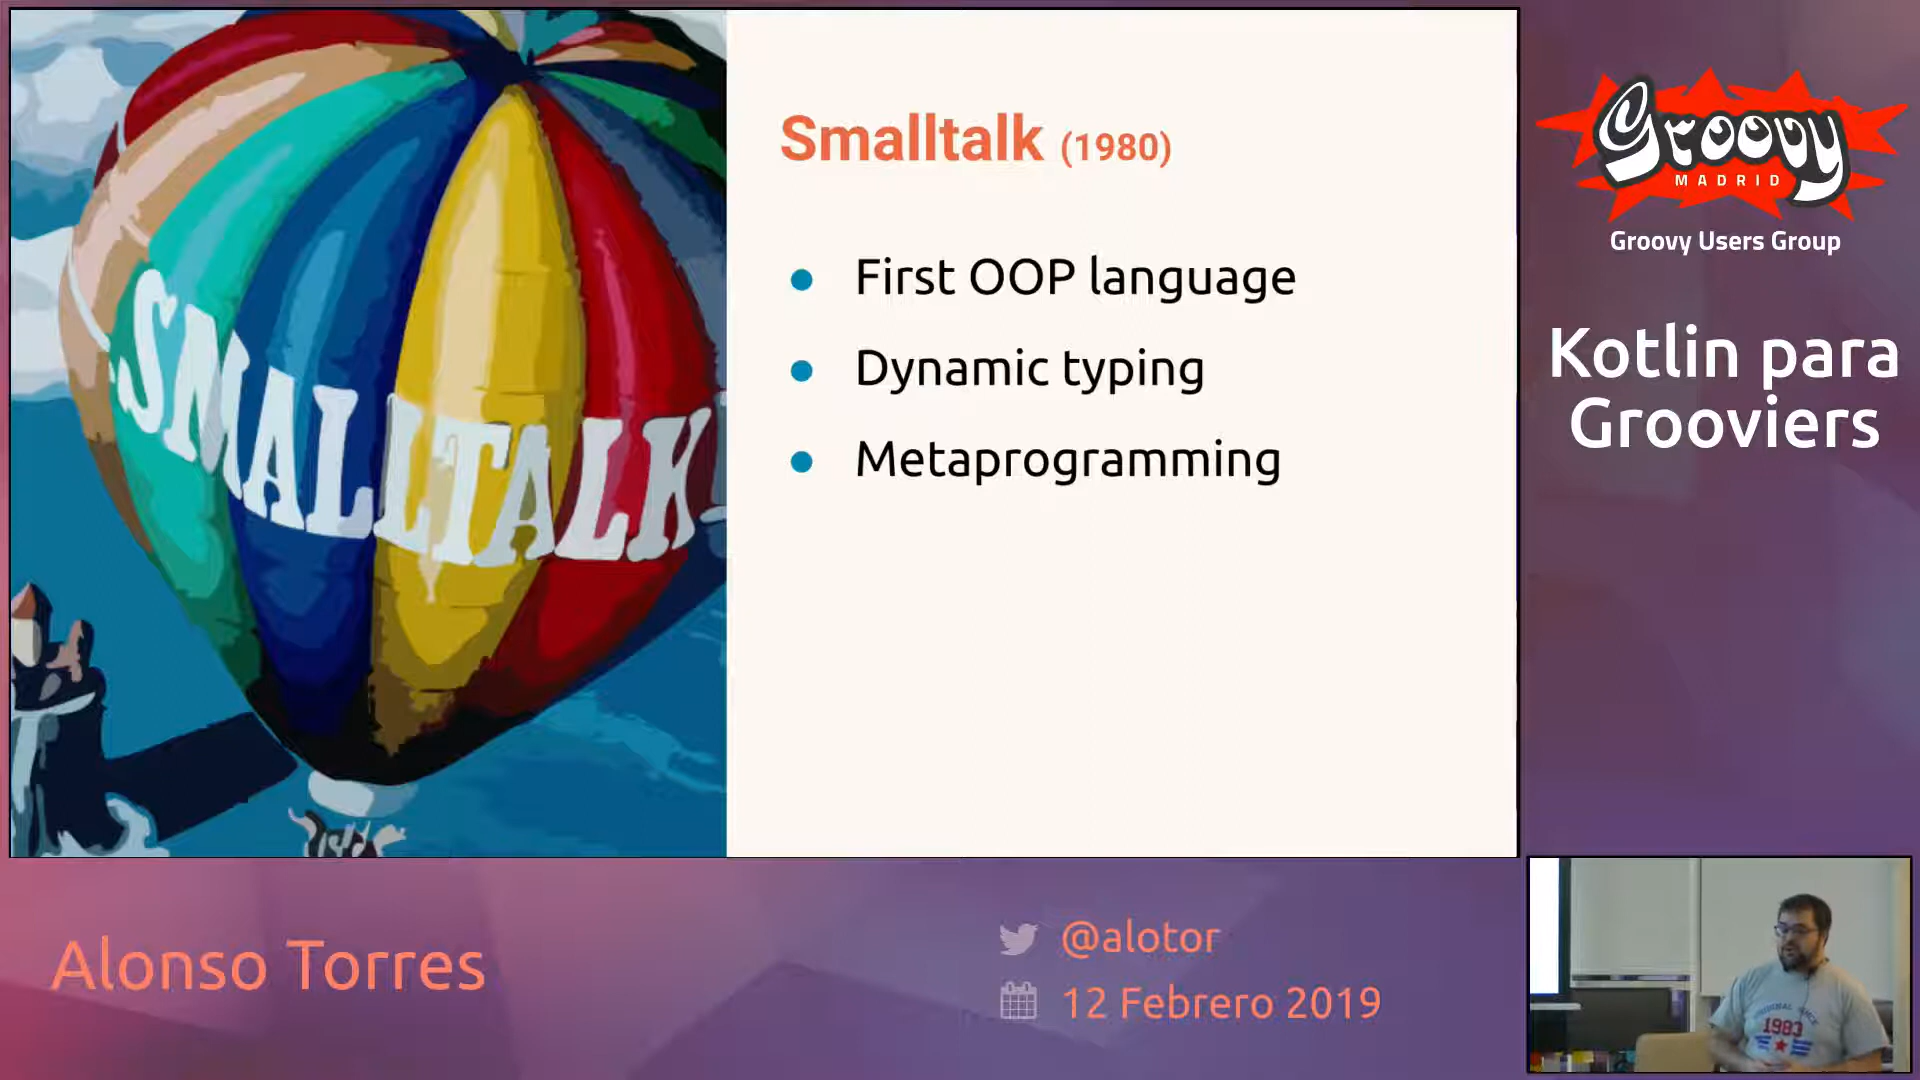 SMALLTALK
Smalltalk (1980)
First OOP language
Dynamic typing
Metaprogramming
Groovy
MADRID
Groovy Users Group
Kotlin para
Grooviers
Alonso Torres
@alotor
12 Febrero 2019
1983